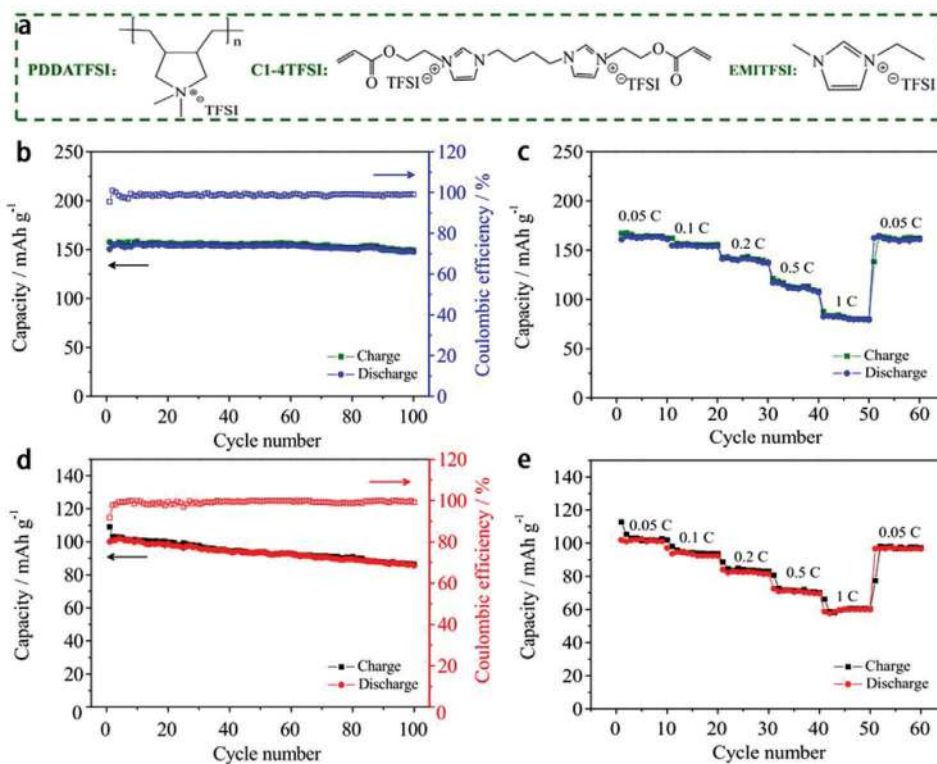 a
PDDATFSI:
n
N
⊕
⊖
TFSI
C1-4TFSI:
O
O
N
N
⊕
TFSI⊖
N
N
⊕
⊖TFSI
O
O
EMITFSI:
N
N
⊕
⊖
TFSI
b
250
200
150
100
50
0
Capacity / mAh g⁻¹
120
100
80
60
40
20
0
Coulombic efficiency / %
Charge
Discharge
0 20 40 60 80 100
Cycle number
c
250
200
150
100
50
0
Capacity / mAh g⁻¹
0.05 C
0.1 C
0.2 C
0.5 C
1 C
0.05 C
Charge
Discharge
0 10 20 30 40 50 60
Cycle number
d
140
120
100
80
60
40
20
0
Capacity / mAh g⁻¹
120
100
80
60
40
20
0
Coulombic efficiency / %
Charge
Discharge
0 20 40 60 80 100
Cycle number
e
140
120
100
80
60
40
20
0
Capacity / mAh g⁻¹
0.05 C
0.1 C
0.2 C
0.5 C
1 C
0.05 C
Charge
Discharge
0 10 20 30 40 50 60
Cycle number